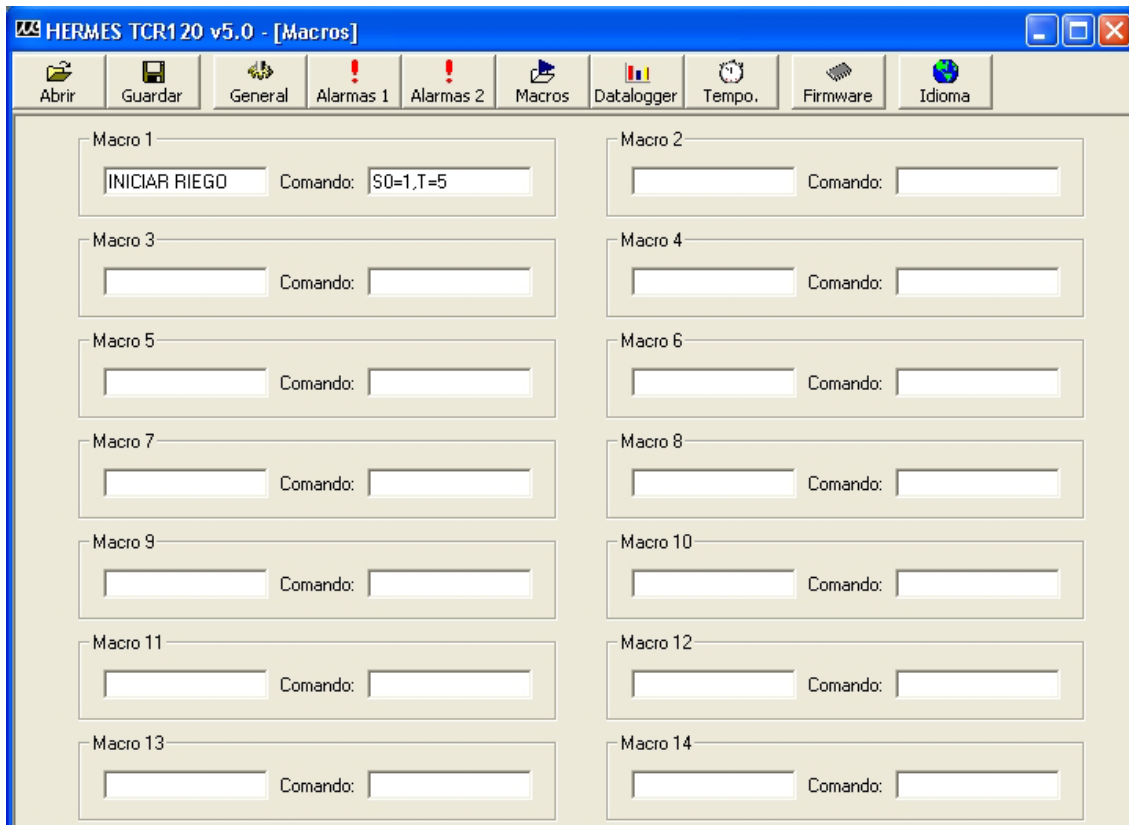 HERMES TCR120 v5.0 - [Macros]
Abrir Guardar General Alarmas 1 Alarmas 2 Macros Datalogger Tempo. Firmware Idioma
Macro 1 Macro 2
INICIAR RIEGO Comando: S0=1,T=5 Comando:
Macro 3 Macro 4
Comando: Comando:
Macro 5 Macro 6
Comando: Comando:
Macro 7 Macro 8
Comando: Comando:
Macro 9 Macro 10
Comando: Comando:
Macro 11 Macro 12
Comando: Comando:
Macro 13 Macro 14
Comando: Comando: